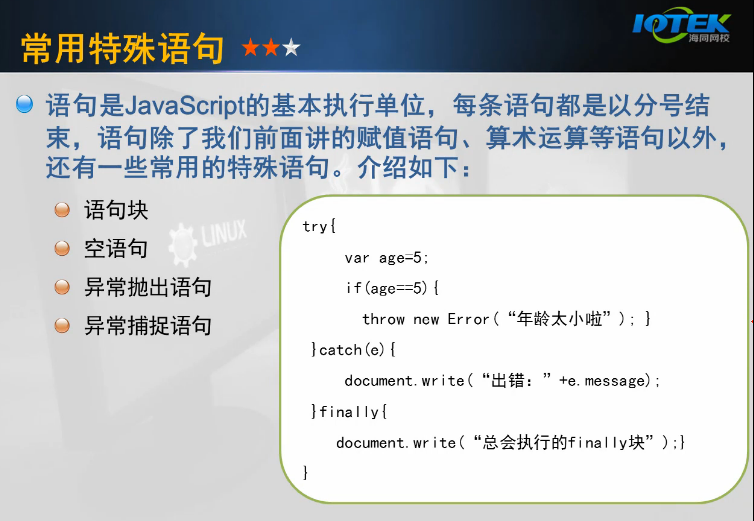 常用特殊语句
IOTEK
海同网校
语句是JavaScript的基本执行单位，每条语句都是以分号结
束，语句除了我们前面讲的赋值语句、算术运算等语句以外，
还有一些常用的特殊语句。介绍如下：
语句块
空语句
异常抛出语句
异常捕捉语句
LINUX
try{
var age=5;
if(age==5){
throw new Error(“年龄太小啦”); }
}catch(e){
document.write(“出错：”+e.message);
}finally{
document.write(“总会执行的finally块”);}
}